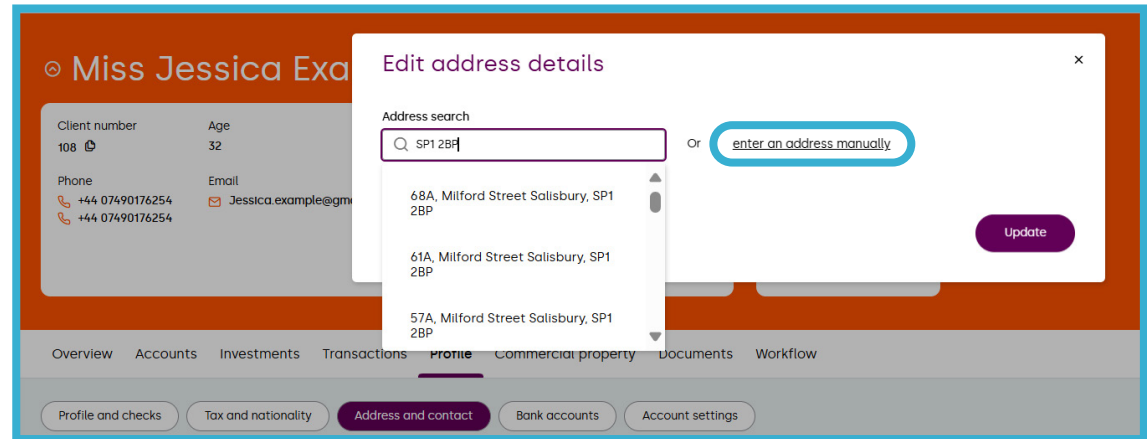 Miss Jessica Exa
Client number
108
Age
32
Phone
+44 07490176254
+44 07490176254
Email
Jessica.example@gm
Edit address details
×
Address search
SP1 2BP
Or
enter an address manually
68A, Milford Street Salisbury, SP1
2BP
61A, Milford Street Salisbury, SP1
2BP
57A, Milford Street Salisbury, SP1
2BP
Update
Overview Accounts Investments Transactions Profile Commercial property Documents Workflow
Profile and checks Tax and nationality Address and contact Bank accounts Account settings